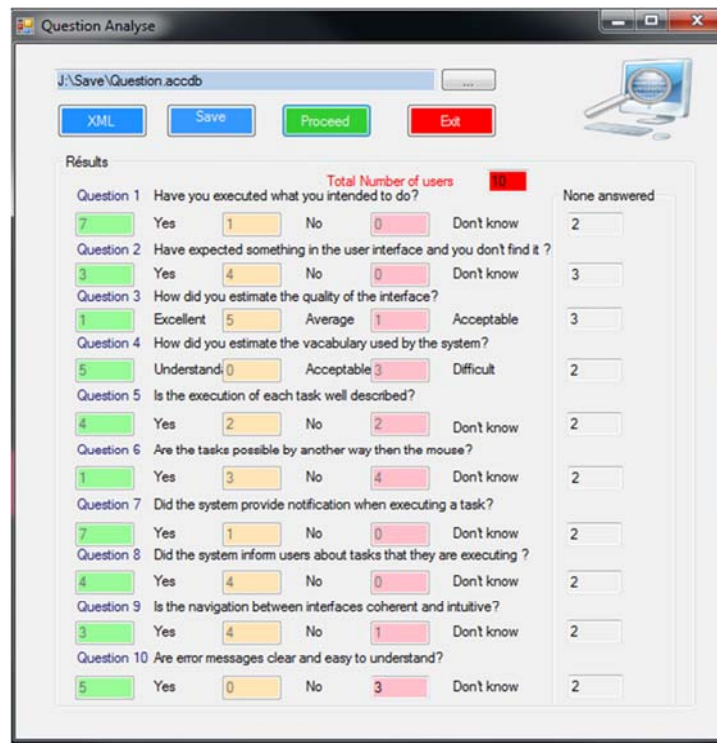 Question Analyse
J:\Save\Question.accdb
...
XML Save Proceed Exit
Résults
Total Number of users 10
Question 1 Have you executed what you intended to do? None answered
7 Yes 1 No 0 Don't know 2
Question 2 Have expected something in the user interface and you don't find it ?
3 Yes 4 No 0 Don't know 3
Question 3 How did you estimate the quality of the interface?
1 Excellent 5 Average 1 Acceptable 3
Question 4 How did you estimate the vacabulary used by the system?
5 Understand 0 Acceptable 3 Difficult 2
Question 5 Is the execution of each task well described?
4 Yes 2 No 2 Don't know 2
Question 6 Are the tasks possible by another way then the mouse?
1 Yes 3 No 4 Don't know 2
Question 7 Did the system provide notification when executing a task?
7 Yes 1 No 0 Don't know 2
Question 8 Did the system inform users about tasks that they are executing ?
4 Yes 4 No 0 Don't know 2
Question 9 Is the navigation between interfaces coherent and intuitive?
3 Yes 4 No 1 Don't know 2
Question 10 Are error messages clear and easy to understand?
5 Yes 0 No 3 Don't know 2